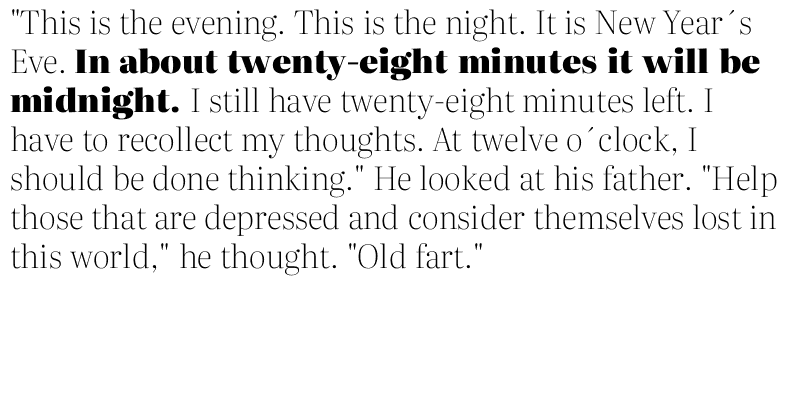 "This is the evening. This is the night. It is New Year´s
Eve. In about twenty-eight minutes it will be
midnight. I still have twenty-eight minutes left. I
have to recollect my thoughts. At twelve o´clock, I
should be done thinking." He looked at his father. "Help
those that are depressed and consider themselves lost in
this world," he thought. "Old fart."